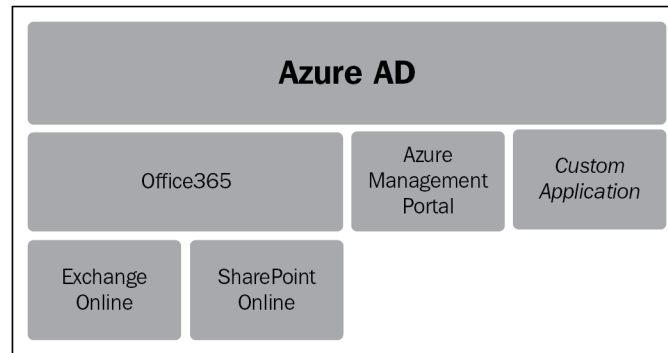 Azure AD
Office365
Azure
Management
Portal
Custom
Application
Exchange
Online
SharePoint
Online